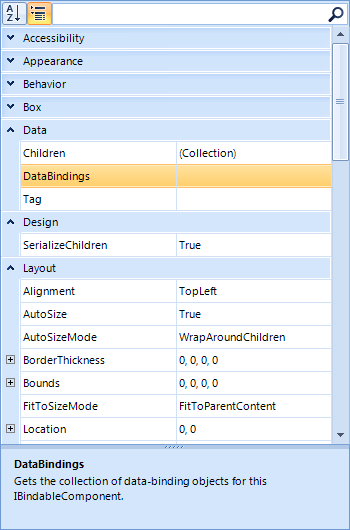 AZ
Accessibility
Appearance
Behavior
Box
Data
Children (Collection)
DataBindings
Tag
Design
SerializeChildren True
Layout
Alignment TopLeft
AutoSize True
AutoSizeMode WrapAroundChildren
BorderThickness 0, 0, 0, 0
Bounds 0, 0, 0, 0
FitToSizeMode FitToParentContent
Location 0, 0
DataBindings
Gets the collection of data-binding objects for this
IBindableComponent.